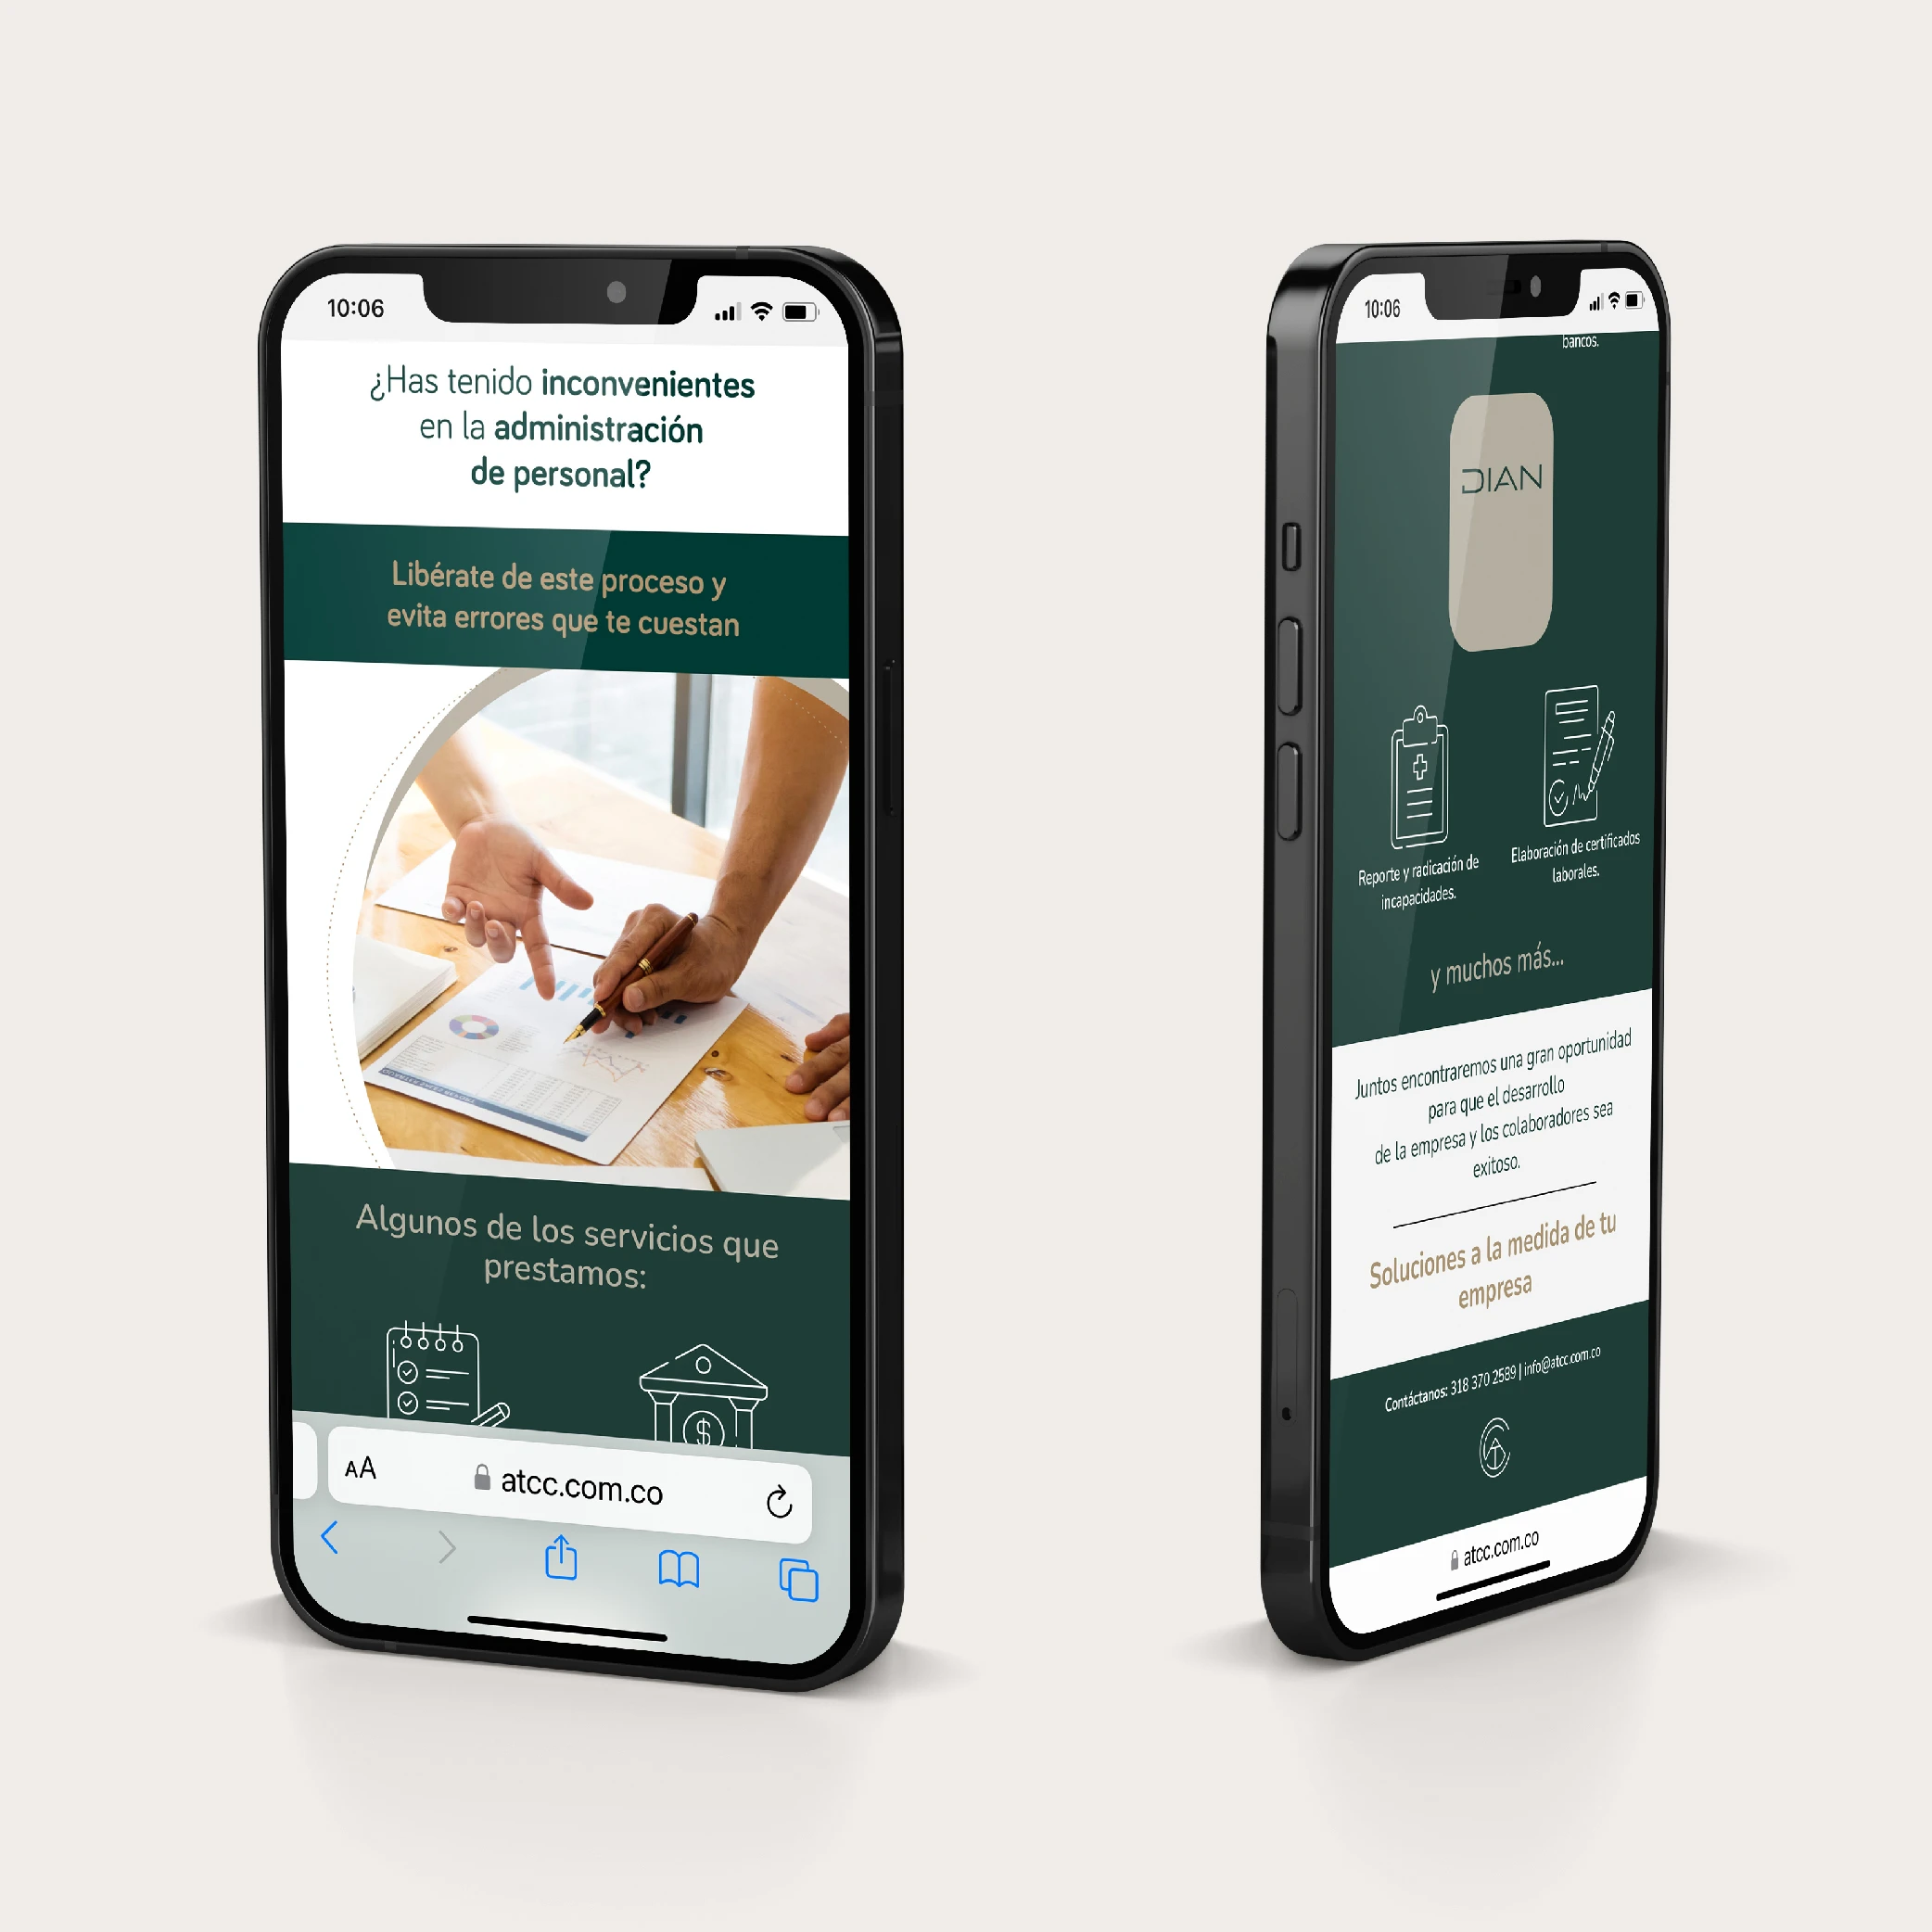 10:06
¿Has tenido inconvenientes
en la administración
de personal?
Libérate de este proceso y
evita errores que te cuestan
Algunos de los servicios que
prestamos:
$
AA
atcc.com.co
10:06
bancos.
DIAN
Reporte y radicación de
incapacidades.
Elaboración de certificados
laborales.
y muchos más...
Juntos encontraremos una gran oportunidad
para que el desarrollo
de la empresa y los colaboradores sea
exitoso.
Soluciones a la medida de tu
empresa
Contáctanos: 318 370 2589 | info@atcc.com.co
atcc.com.co